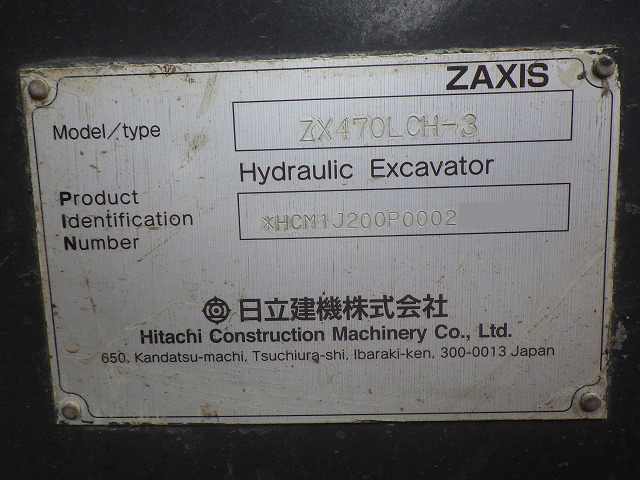 ZAXIS
Model/type ZX470LCH-3
Hydraulic Excavator
Product
Identification *HCM1J200P0002
Number
日立建機株式会社
Hitachi Construction Machinery Co., Ltd.
650, Kandatsu-machi, Tsuchiura-shi, Ibaraki-ken, 300-0013 Japan